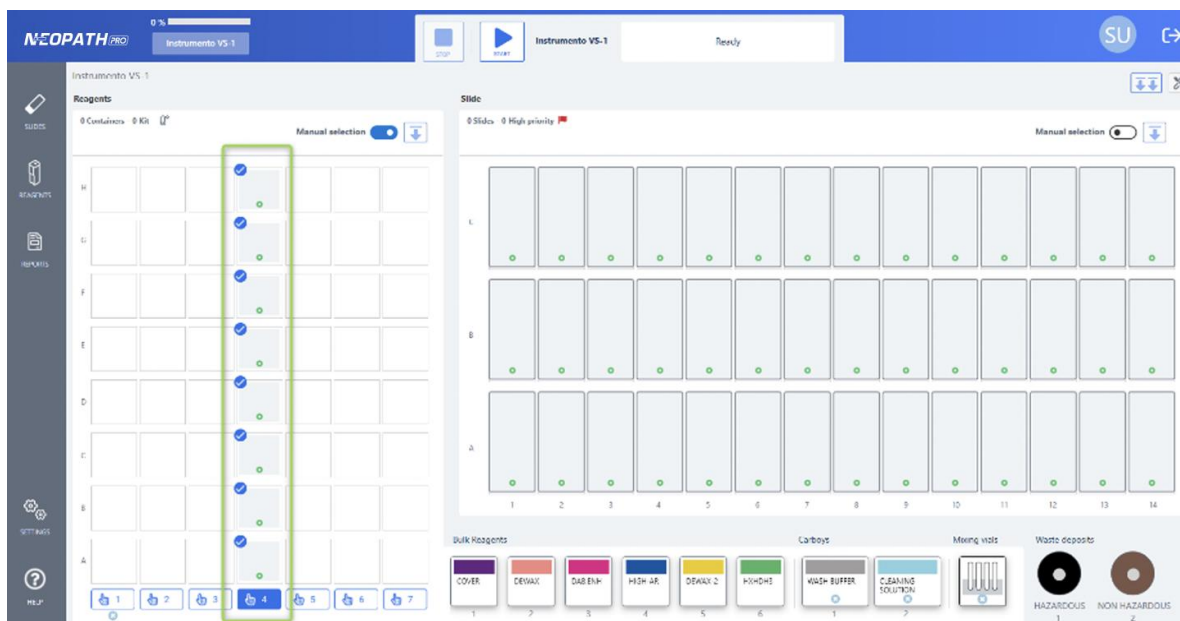 0 %
NEOPATH PRO
Instrumento VS-1
STOP
START
Instrumento VS-1
Ready
SU
Instrumento VS-1
Reagents
0 Containers 0 Kit
Manual selection
Slide
0 Slides 0 High priority
Manual selection
SLIDES
REAGENTS
REPORTS
SETTINGS
HELP
H
G
F
E
D
C
B
A
1 2 3 4 5 6 7
C
B
A
1 2 3 4 5 6 7 8 9 10 11 12 13 14
Bulk Reagents
COVER DEWAX DAB ENH HIGH AR DEWAX 2
1 2 3 4 5 6
Carboys
WASH BUFFER
CLEANING
SOLUTION
1 2
Mixing vials
Waste deposits
HAZARDOUS NON HAZARDOUS
1 2